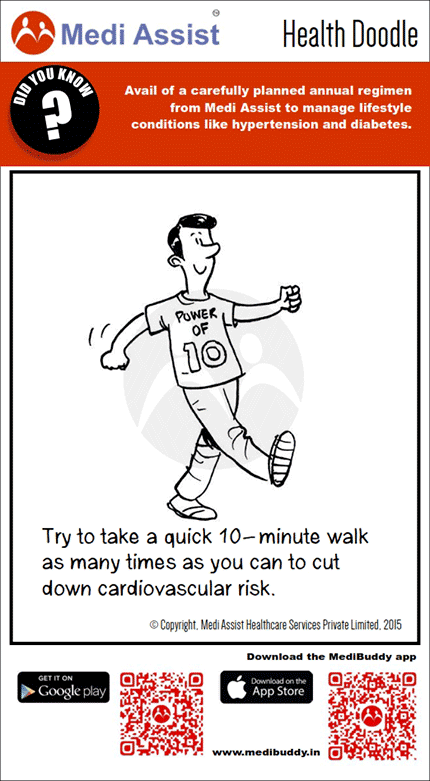 Medi Assist
Health Doodle
DID YOU KNOW
?
Avail of a carefully planned annual regimen
from Medi Assist to manage lifestyle
conditions like hypertension and diabetes.
POWER
OF
10
Try to take a quick 10-minute walk
as many times as you can to cut
down cardiovascular risk.
© Copyright, Medi Assist Healthcare Services Private Limited, 2015
Download the MediBuddy app
GET IT ON
Google play
Download on the
App Store
www.medibuddy.in